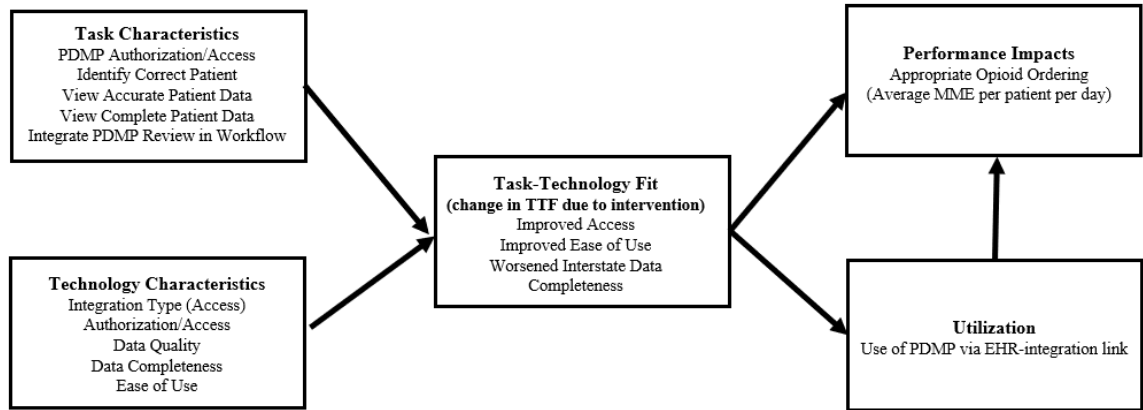 Task Characteristics
PDMP Authorization/Access
Identify Correct Patient
View Accurate Patient Data
View Complete Patient Data
Integrate PDMP Review in Workflow
Technology Characteristics
Integration Type (Access)
Authorization/Access
Data Quality
Data Completeness
Ease of Use
Task-Technology Fit
(change in TTF due to intervention)
Improved Access
Improved Ease of Use
Worsened Interstate Data
Completeness
Performance Impacts
Appropriate Opioid Ordering
(Average MME per patient per day)
Utilization
Use of PDMP via EHR-integration link